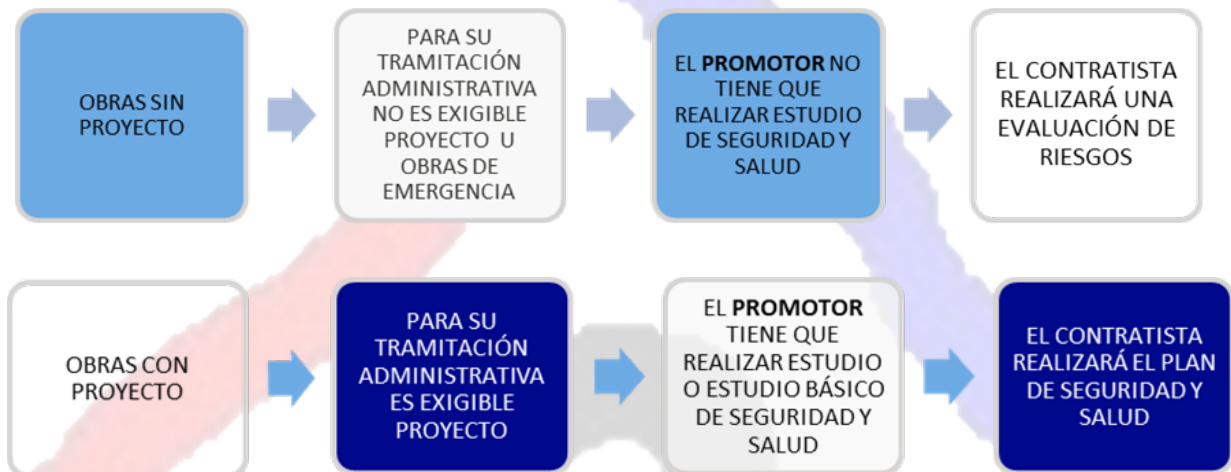 OBRAS SIN
PROYECTO
PARA SU
TRAMITACIÓN
ADMINISTRATIVA
NO ES EXIGIBLE
PROYECTO U
OBRAS DE
EMERGENCIA
EL PROMOTOR NO
TIENE QUE
REALIZAR ESTUDIO
DE SEGURIDAD Y
SALUD
EL CONTRATISTA
REALIZARÁ UNA
EVALUACIÓN DE
RIESGOS
OBRAS CON
PROYECTO
PARA SU
TRAMITACIÓN
ADMINISTRATIVA
ES EXIGIBLE
PROYECTO
EL PROMOTOR
TIENE QUE
REALIZAR ESTUDIO
O ESTUDIO BÁSICO
DE SEGURIDAD Y
SALUD
EL CONTRATISTA
REALIZARÁ EL PLAN
DE SEGURIDAD Y
SALUD